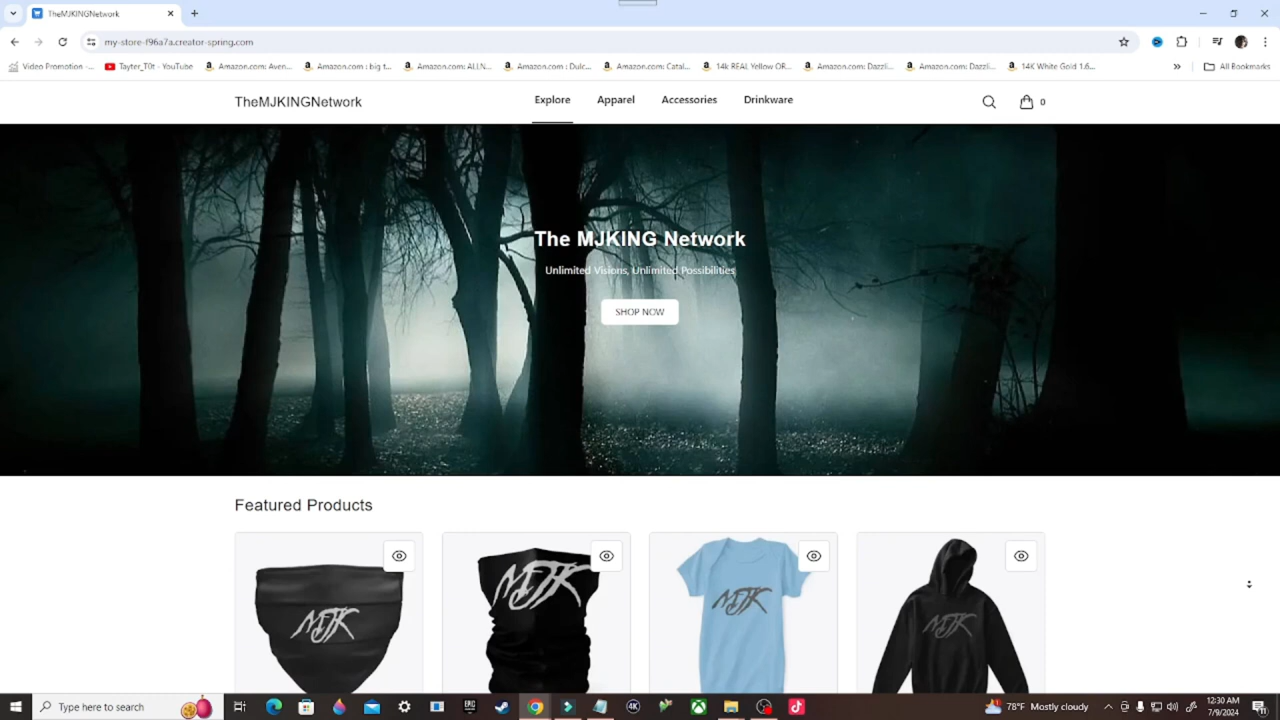 TheMJKINGNetwork
my-store-f96a7a.creator-spring.com
Video Promotion -...
Tayter_T0t - YouTube
Amazon.com: Aven...
Amazon.com : big t...
Amazon.com: ALLN...
Amazon.com : Dulc...
Amazon.com: Catal...
14k REAL Yellow OR...
Amazon.com: Dazzli...
Amazon.com: Dazzli...
14K White Gold 1.6...
All Bookmarks
TheMJKINGNetwork
Explore
Apparel
Accessories
Drinkware
0
The MJKING Network
Unlimited Visions, Unlimited Possibilities
SHOP NOW
Featured Products
MJK
MJK
MJK
MJK
Type here to search
EPIC
4K
78°F Mostly cloudy
12:30 AM
7/9/2024